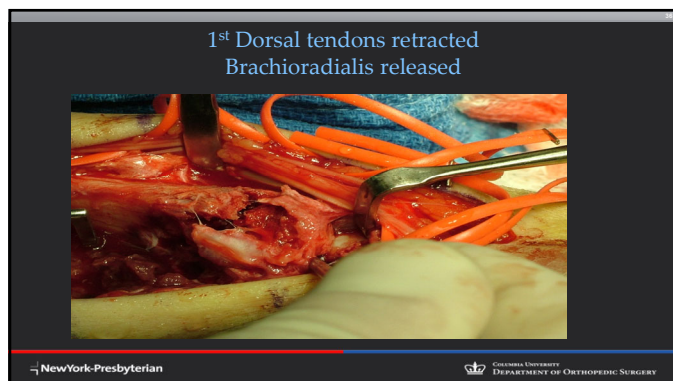 1st Dorsal tendons retracted
Brachioradialis released
NewYork-Presbyterian
COLUMBIA UNIVERSITY
DEPARTMENT OF ORTHOPEDIC SURGERY